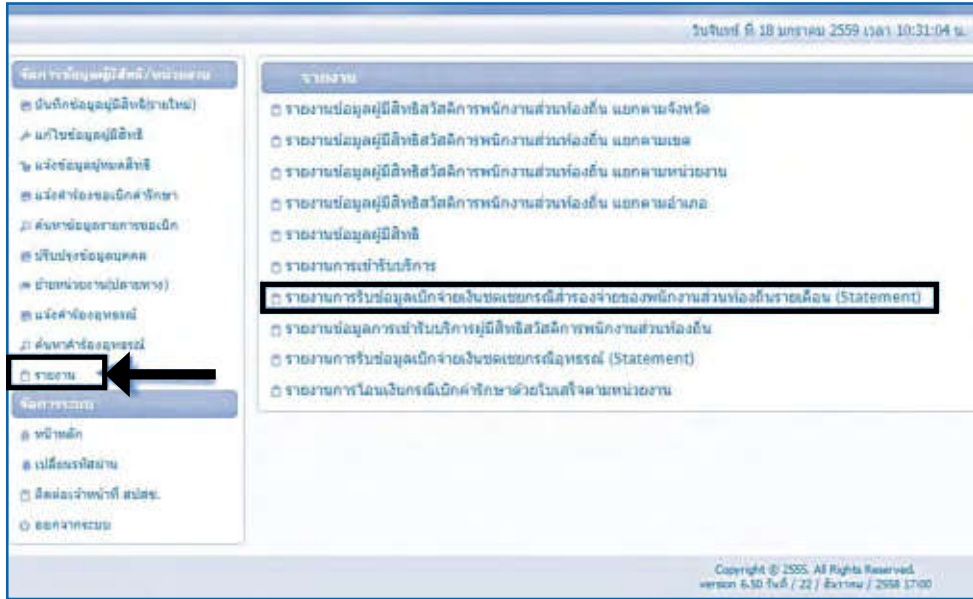 วันจันทร์ ที่ 18 มกราคม 2559 เวลา 10:31:04 น.
จัดการข้อมูลผู้มีสิทธิ/หน่วยงาน
บันทึกข้อมูลผู้มีสิทธิ(รายใหม่)
แก้ไขข้อมูลผู้มีสิทธิ
แจ้งข้อมูลผู้หมดสิทธิ
แจ้งคำร้องขอเบิกค่ารักษา
ค้นหาข้อมูลรายการขอเบิก
ปรับปรุงข้อมูลบุคคล
ย้ายหน่วยงาน(ปลายทาง)
แจ้งคำร้องอุทธรณ์
ค้นหาคำร้องอุทธรณ์
รายงาน
จัดการระบบ
หน้าหลัก
เปลี่ยนรหัสผ่าน
ติดต่อเจ้าหน้าที่ สปสช.
ออกจากระบบ
รายงาน
รายงานข้อมูลผู้มีสิทธิสวัสดิการพนักงานส่วนท้องถิ่น แยกตามจังหวัด
รายงานข้อมูลผู้มีสิทธิสวัสดิการพนักงานส่วนท้องถิ่น แยกตามเขต
รายงานข้อมูลผู้มีสิทธิสวัสดิการพนักงานส่วนท้องถิ่น แยกตามหน่วยงาน
รายงานข้อมูลผู้มีสิทธิสวัสดิการพนักงานส่วนท้องถิ่น แยกตามอำเภอ
รายงานข้อมูลผู้มีสิทธิ
รายงานการเข้ารับบริการ
รายงานการรับข้อมูลเบิกจ่ายเงินชดเชยกรณีสำรองจ่ายของพนักงานส่วนท้องถิ่นรายเดือน (Statement)
รายงานข้อมูลการเข้ารับบริการผู้มีสิทธิสวัสดิการพนักงานส่วนท้องถิ่น
รายงานการรับข้อมูลเบิกจ่ายเงินชดเชยกรณีอุทธรณ์ (Statement)
รายงานการโอนเงินกรณีเบิกค่ารักษาด้วยใบเสร็จตามหน่วยงาน
Copyright © 2555. All Rights Reserved.
version 6.50 วันที่ / 22 / ธันวาคม / 2558 17:00